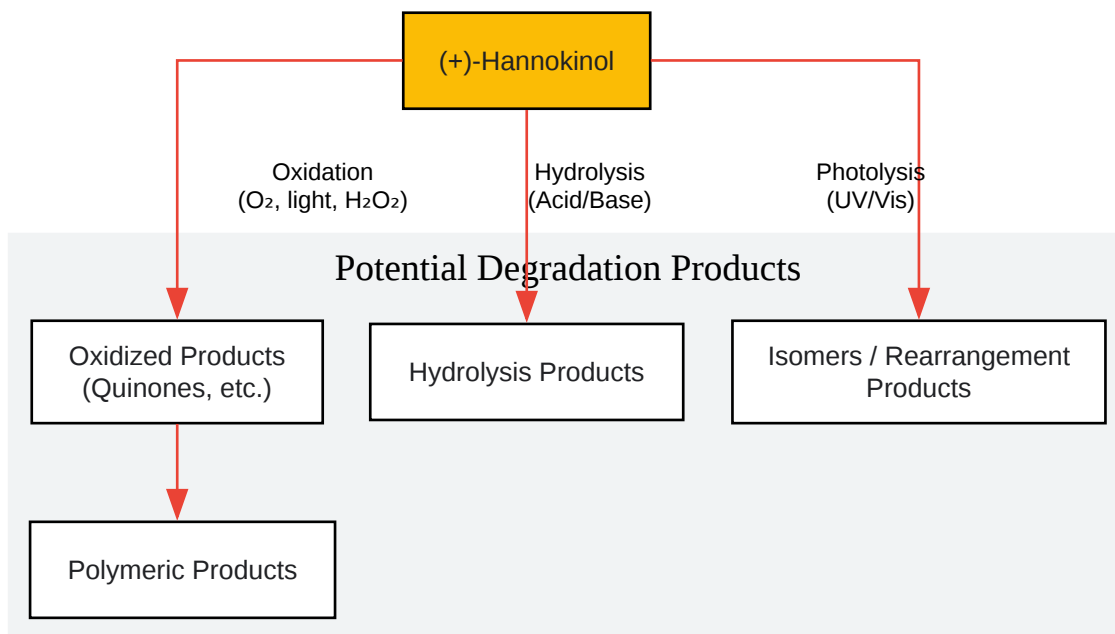 (+)-Hannokinol
Oxidation
(O₂, light, H₂O₂)
Hydrolysis
(Acid/Base)
Photolysis
(UV/Vis)
Potential Degradation Products
Oxidized Products
(Quinones, etc.)
Hydrolysis Products
Isomers / Rearrangement
Products
Polymeric Products